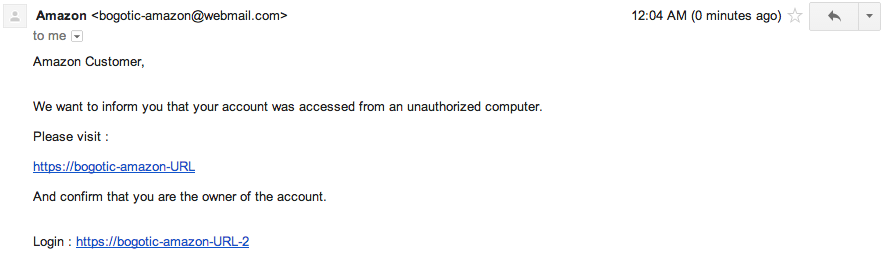 Amazon <bogotic-amazon@webmail.com> 12:04 AM (0 minutes ago)
to me
Amazon Customer,
We want to inform you that your account was accessed from an unauthorized computer.
Please visit :
https://bogotic-amazon-URL
And confirm that you are the owner of the account.
Login : https://bogotic-amazon-URL-2